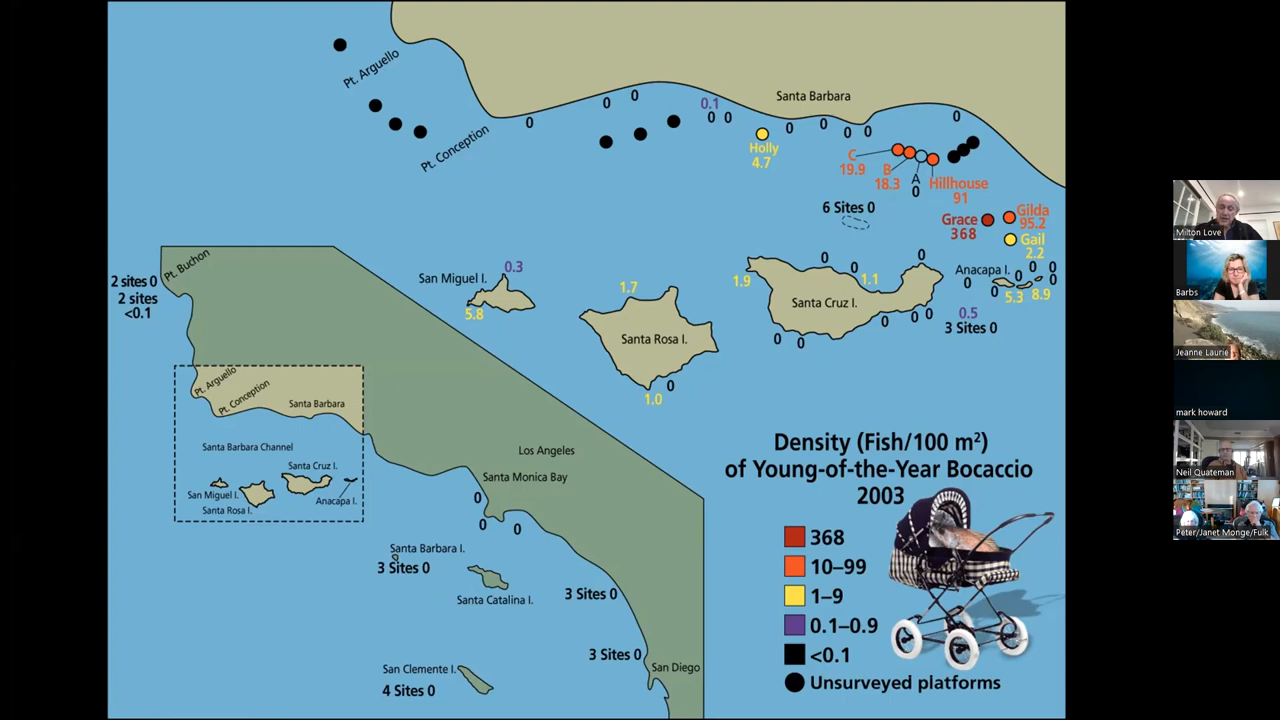 Pt. Arguello
Pt. Conception
0
0
0
0.1
0 0
Santa Barbara
0
0
0
0
0
Holly
4.7
C
19.9
B
18.3
A
0
Hillhouse
91
6 Sites 0
Grace
368
Gilda
95.2
Gail
2.2
San Miguel I.
0.3
5.8
1.7
Santa Rosa I.
1.0
0
1.9
0
0
1.1
0
Santa Cruz I.
0
0
0
0
0
Anacapa I.
0
0
0
0
0
0
5.3
8.9
0.5
3 Sites 0
Pt. Buchon
2 sites 0
2 sites
<0.1
Pt. Arguello
Pt. Conception
Santa Barbara
Santa Barbara Channel
Santa Cruz I.
San Miguel I.
Santa Rosa I.
Anacapa I.
Los Angeles
Santa Monica Bay
0
0
0
Santa Barbara I.
3 Sites 0
Santa Catalina I.
3 Sites 0
3 Sites 0
San Diego
San Clemente I.
4 Sites 0
Density (Fish/100 m²)
of Young-of-the-Year Bocaccio
2003
368
10–99
1–9
0.1–0.9
<0.1
Unsurveyed platforms
Milton Love
Barbs
Jeanne Laurie
mark howard
Neil Quateman
Peter/Janet Monge/Fulk